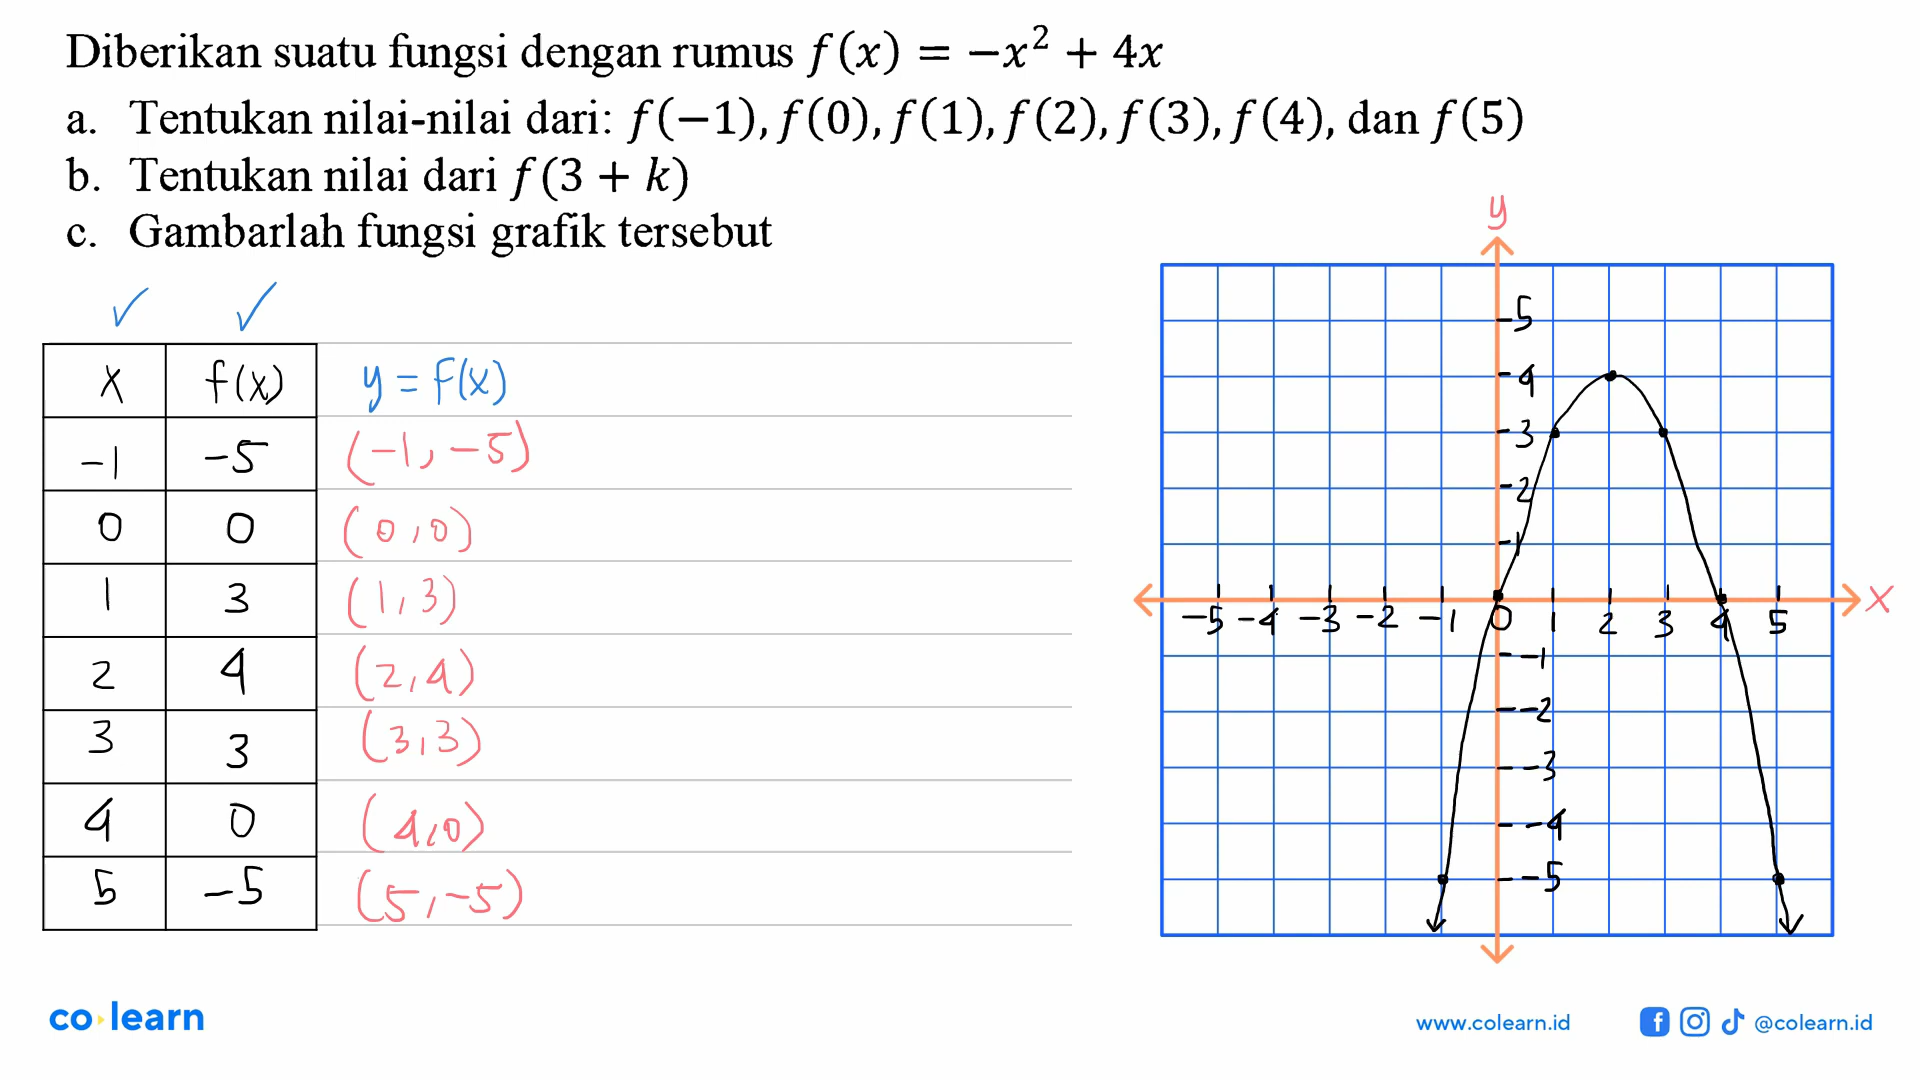 Diberikan suatu fungsi dengan rumus f(x) = −x² + 4x
a. Tentukan nilai-nilai dari: f(−1), f(0), f(1), f(2), f(3), f(4), dan f(5)
b. Tentukan nilai dari f(3 + k)
c. Gambarlah fungsi grafik tersebut
✓ ✓
x f(x) y = F(x)
-1 -5 (-1, -5)
0 0 (0,0)
1 3 (1,3)
2 4 (2,4)
3 3 (3,3)
4 0 (4,0)
5 -5 (5,-5)
y
5
4
3
2
1
-5 -4 -3 -2 -1 0 1 2 3 4 5 x
-1
-2
-3
-4
-5
co learn
www.colearn.id @colearn.id